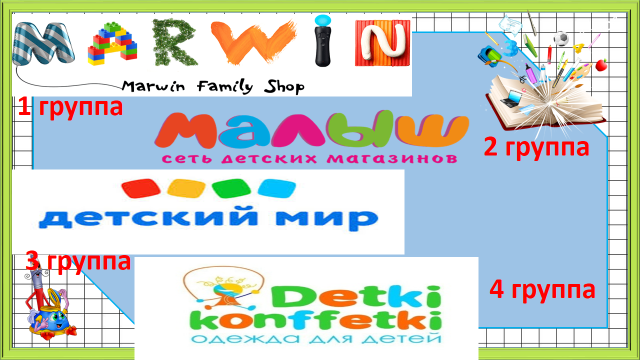 MARWIN
Marwin Family Shop
1 группа
малыш
сеть детских магазинов
2 группа
детский мир
3 группа
Detki
konffetki
одежда для детей
4 группа